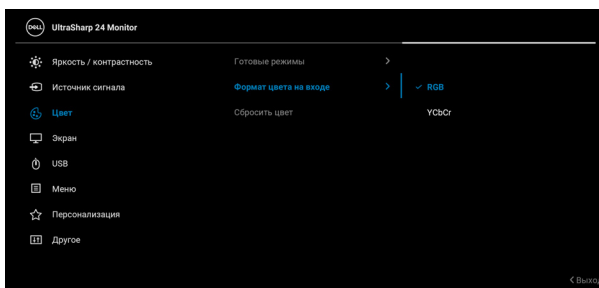 DELL UltraSharp 24 Monitor
Яркость / контрастность Готовые режимы
Источник сигнала Формат цвета на входе RGB
Цвет Сбросить цвет YCbCr
Экран
USB
Меню
Персонализация
Другое
Выход